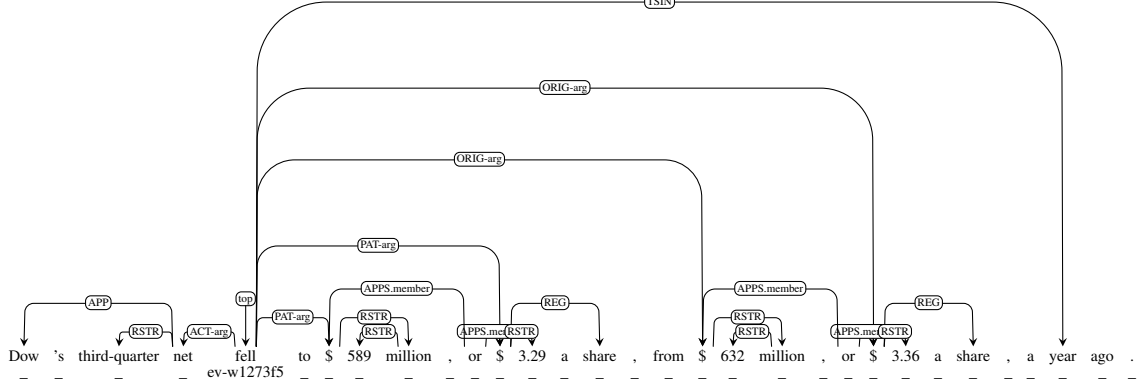 TSIN
ORIG-arg
ORIG-arg
PAT-arg
APPS.member APPS.member
APP top REG REG
PAT-arg RSTR RSTR
RSTR ACT-arg RSTR APPS.member RSTR RSTR APPS.member RSTR
Dow 's third-quarter net fell to $ 589 million , or $ 3.29 a share , from $ 632 million , or $ 3.36 a share , a year ago .
_ _ _ _ ev-w1273f5 _ _ _ _ _ _ _ _ _ _ _ _ _ _ _ _ _ _ _ _ _ _ _ _ _ _